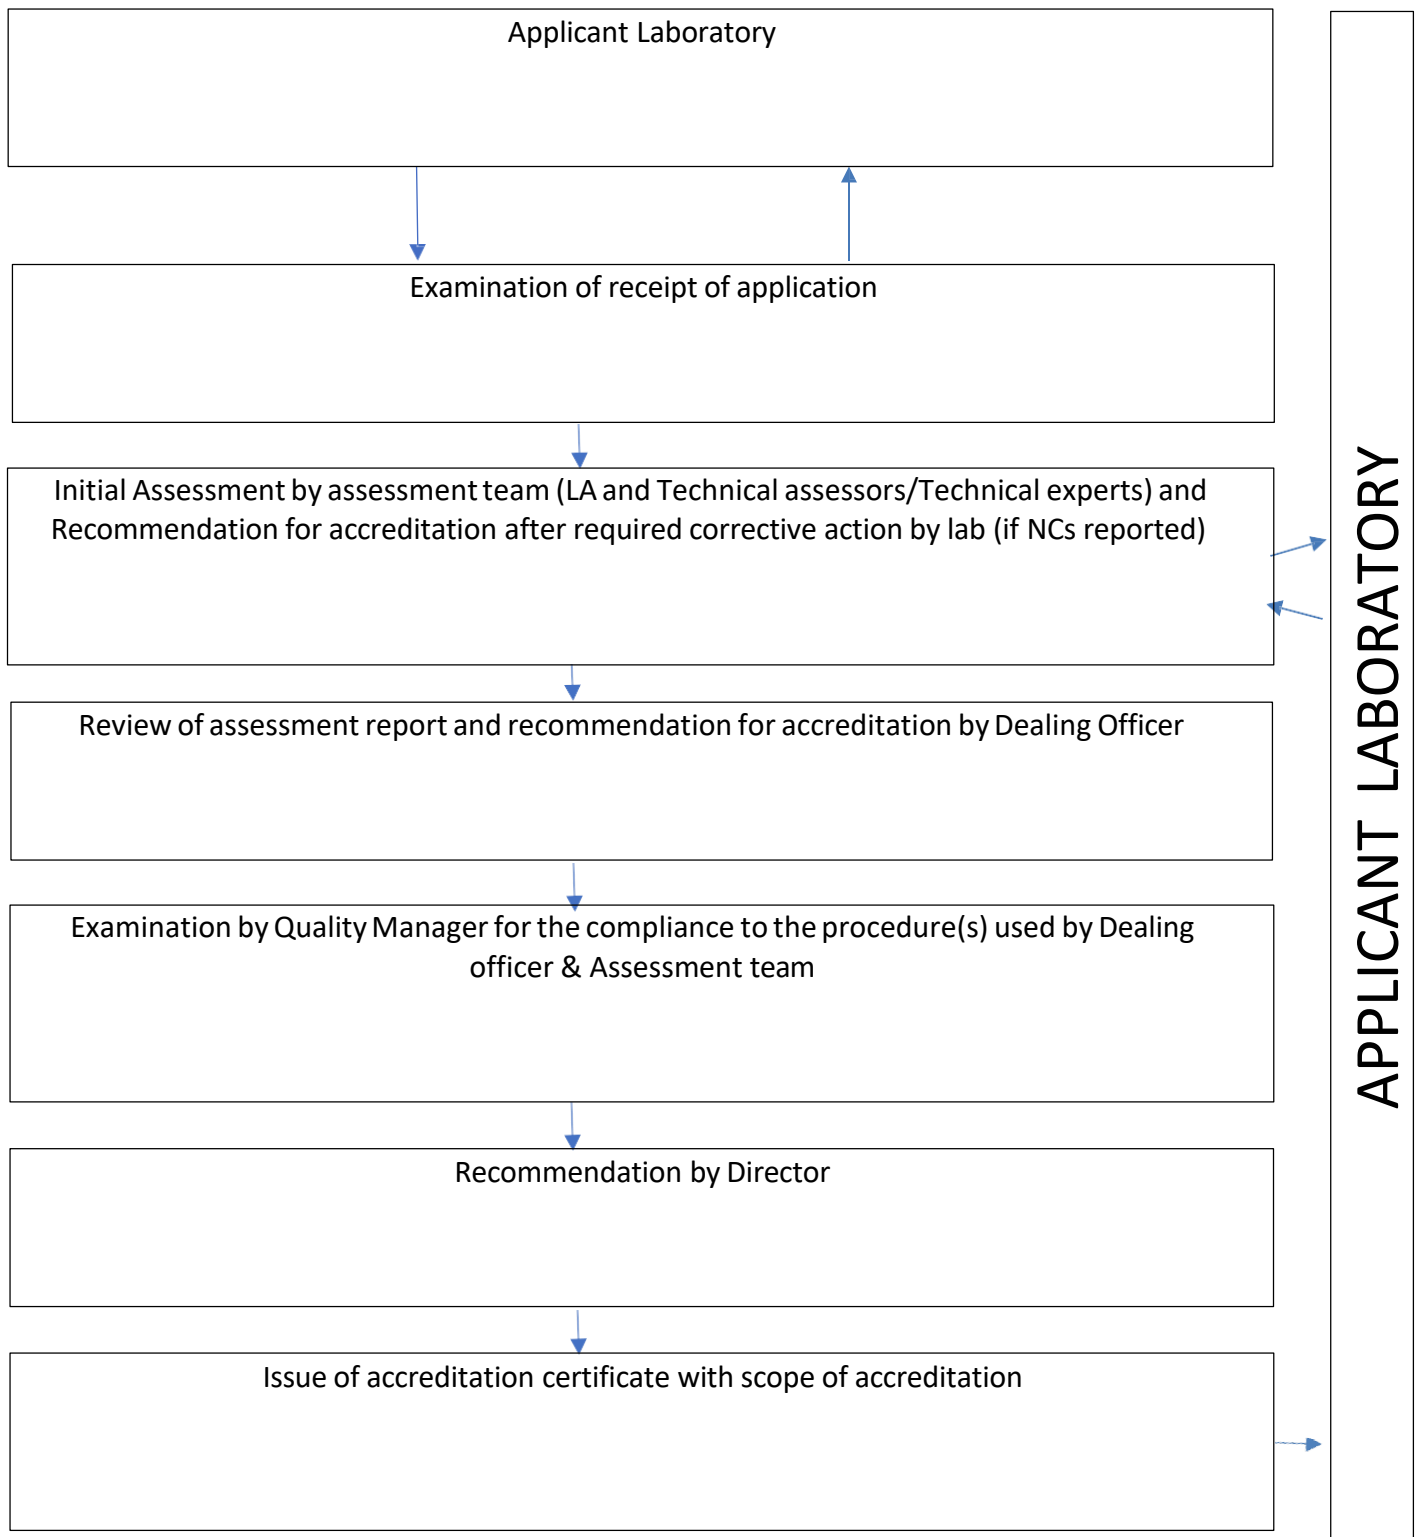 Applicant Laboratory
Examination of receipt of application
Initial Assessment by assessment team (LA and Technical assessors/Technical experts) and
Recommendation for accreditation after required corrective action by lab (if NCs reported)
Review of assessment report and recommendation for accreditation by Dealing Officer
Examination by Quality Manager for the compliance to the procedure(s) used by Dealing
officer & Assessment team
Recommendation by Director
Issue of accreditation certificate with scope of accreditation
APPLICANT LABORATORY